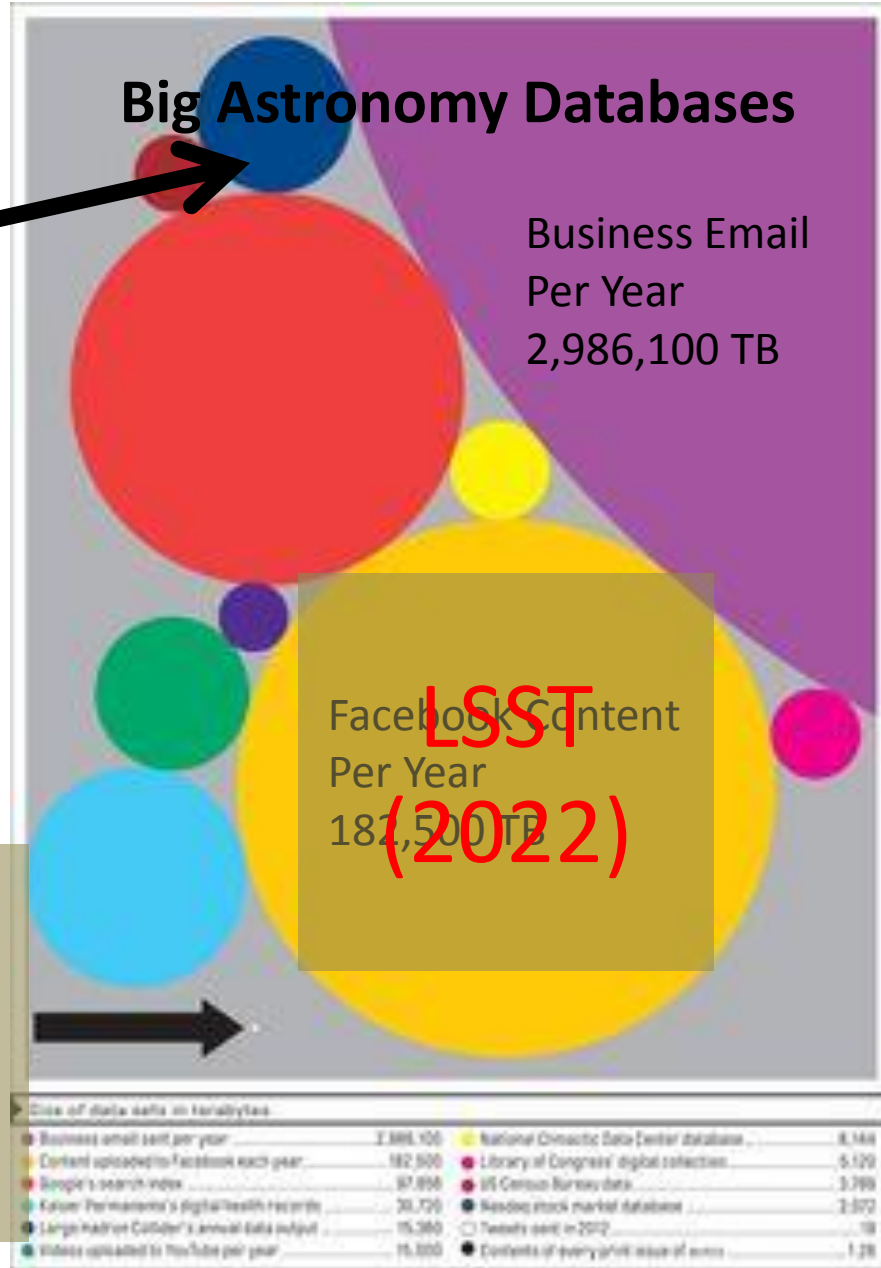 Big Astronomy Databases
Business Email
Per Year
2,986,100 TB
Facebook Content
Per Year
182,500 TB
LSST
(2022)
Size of data sets in terabytes
Business email sent per year 2,986,100
Content uploaded to Facebook each year 182,500
Google's search index
Kaiser Permanente's digital health records 30,720
Large Hadron Collider's annual data output 15,360
Videos uploaded to YouTube per year 15,000
National Climactic Data Center database 6,144
Library of Congress' digital collection 5,120
US Census Bureau data
Nasdaq stock market database 3,072
Tweets sent in 2012 19
Contents of every print issue of